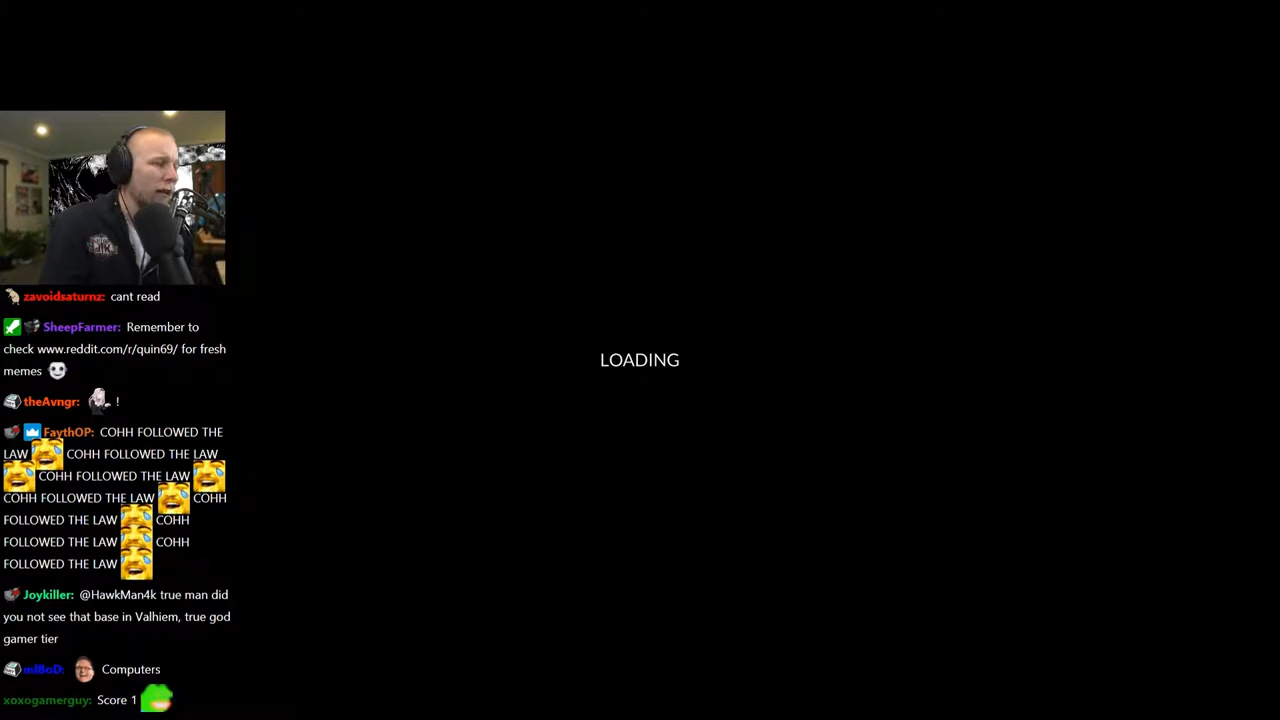 LOADING
zavoidsaturnz: cant read
SheepFarmer: Remember to
check www.reddit.com/r/quin69/ for fresh
memes
theAvngr: !
FaythOP: COHH FOLLOWED THE
LAW COHH FOLLOWED THE LAW
COHH FOLLOWED THE LAW
COHH FOLLOWED THE LAW COHH
FOLLOWED THE LAW COHH
FOLLOWED THE LAW COHH
FOLLOWED THE LAW
Joykiller: @HawkMan4k true man did
you not see that base in Valhiem, true god
gamer tier
mIBoD: Computers
xoxogamerguy: Score 1